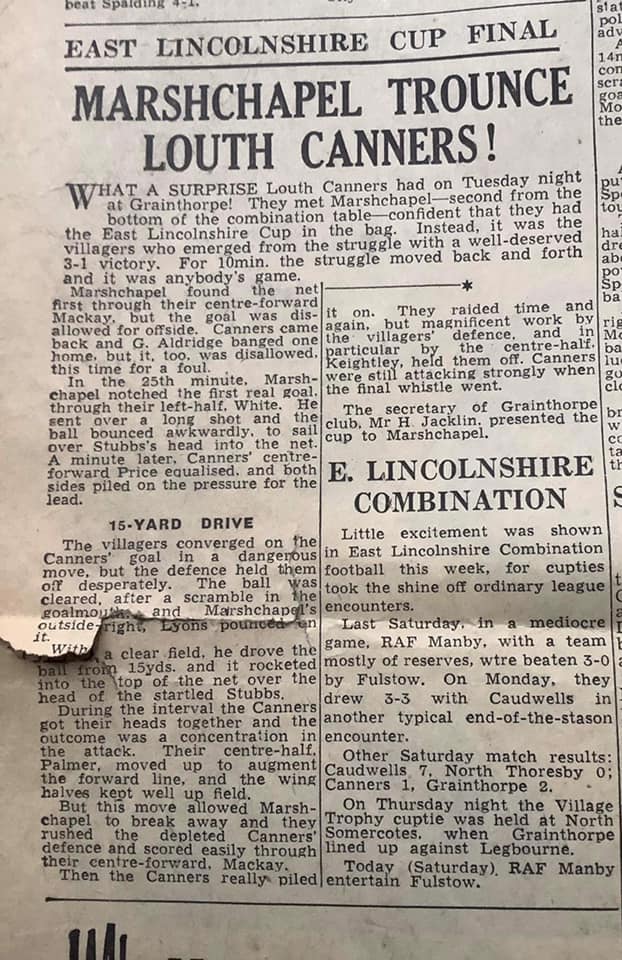 beat Spalding 4-1.
EAST LINCOLNSHIRE CUP FINAL
MARSHCHAPEL TROUNCE
LOUTH CANNERS!
WHAT A SURPRISE Louth Canners had on Tuesday night
at Grainthorpe! They met Marshchapel—second from the
bottom of the combination table—confident that they had
the East Lincolnshire Cup in the bag. Instead, it was the
villagers who emerged from the struggle with a well-deserved
3-1 victory. For 10min. the struggle moved back and forth
and it was anybody's game.
Marshchapel found the net
first through their centre-forward
Mackay, but the goal was dis-
allowed for offside. Canners came
back and G. Aldridge banged one
home, but it, too, was disallowed,
this time for a foul.
In the 25th minute, Marsh-
chapel notched the first real goal,
through their left-half, White. He
sent over a long shot and the
ball bounced awkwardly, to sail
over Stubbs's head into the net.
A minute later, Canners' centre-
forward Price equalised, and both
sides piled on the pressure for the
lead.
15-YARD DRIVE
The villagers converged on the
Canners' goal in a dangerous
move, but the defence held them
off desperately. The ball was
cleared, after a scramble in the
goalmouth, and Marshchapel's
outside-right, Lyons pounced on
it.
With a clear field, he drove the
ball from 15yds. and it rocketed
into the top of the net over the
head of the startled Stubbs.
During the interval the Canners
got their heads together and the
outcome was a concentration in
the attack. Their centre-half,
Palmer, moved up to augment
the forward line, and the wing
halves kept well up field.
But this move allowed Marsh-
chapel to break away and they
rushed the depleted Canners'
defence and scored easily through
their centre-forward, Mackay.
Then the Canners really piled
it on. They raided time and
again, but magnificent work by
the villagers' defence, and in
particular by the centre-half,
Keightley, held them off. Canners
were still attacking strongly when
the final whistle went.
The secretary of Grainthorpe
club, Mr H. Jacklin, presented the
cup to Marshchapel.
E. LINCOLNSHIRE
COMBINATION
Little excitement was shown
in East Lincolnshire Combination
football this week, for cupties
took the shine off ordinary league
encounters.
Last Saturday, in a mediocre
game, RAF Manby, with a team
mostly of reserves, wtre beaten 3-0
by Fulstow. On Monday, they
drew 3-3 with Caudwells in
another typical end-of-the-stason
encounter.
Other Saturday match results:
Caudwells 7, North Thoresby 0;
Canners 1, Grainthorpe 2.
On Thursday night the Village
Trophy cuptie was held at North
Somercotes, when Grainthorpe
lined up against Legbourne.
Today (Saturday), RAF Manby
entertain Fulstow.